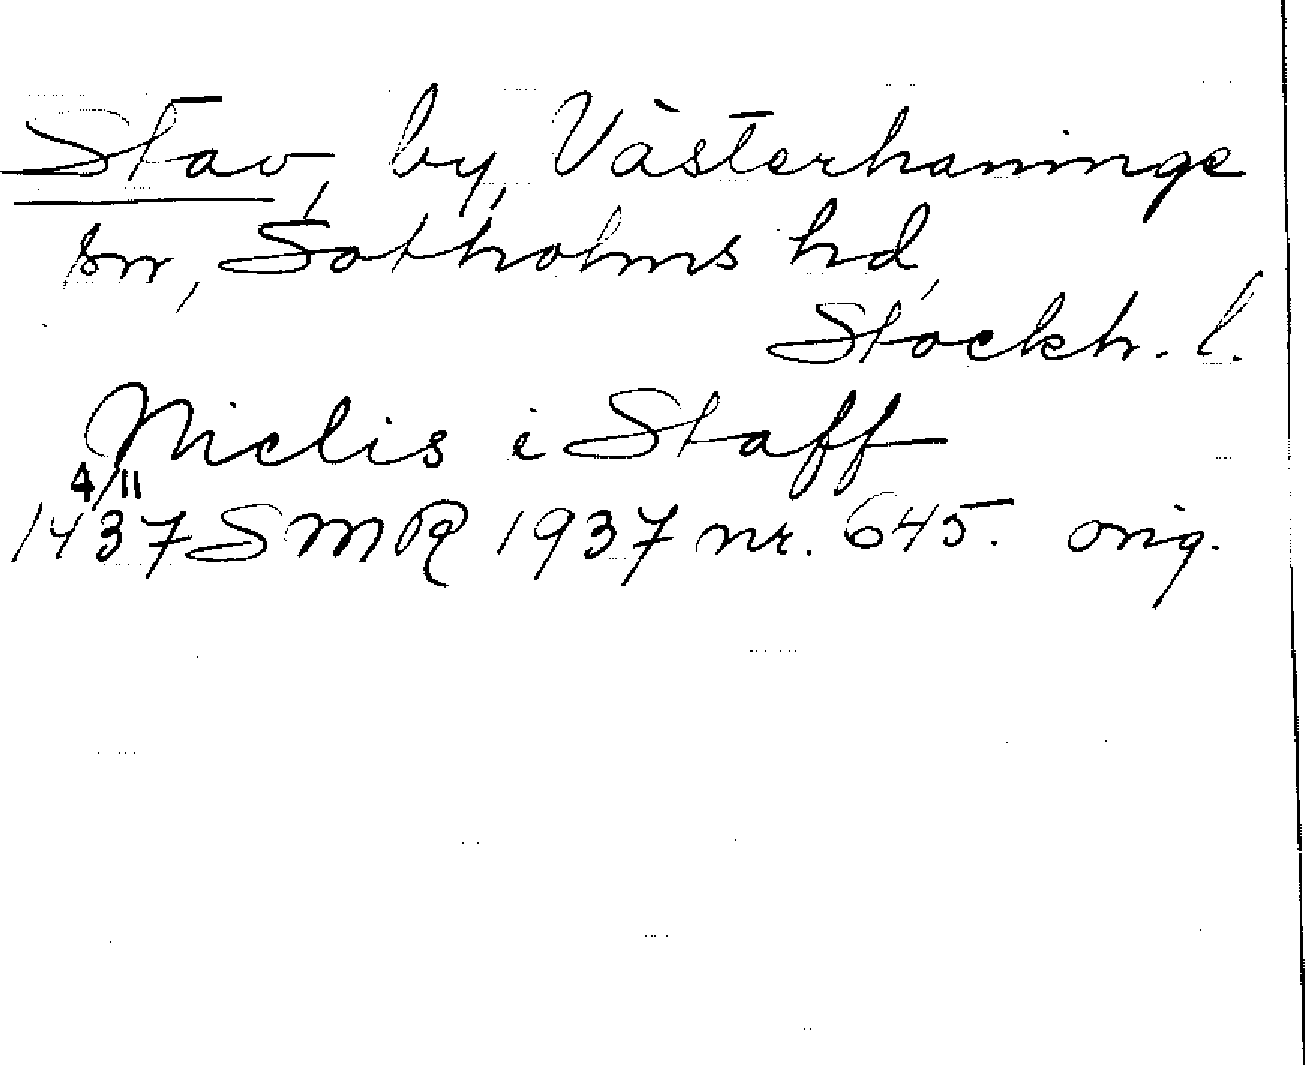 Stav, by, Västerhaninge
sn, Sotholms hd,
Stockh. l.
Niclis i Staff
4/11
1437 SMR 1937 nr. 645. orig.